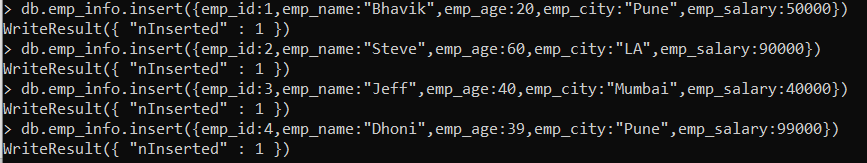 > db.emp_info.insert({emp_id:1,emp_name:"Bhavik",emp_age:20,emp_city:"Pune",emp_salary:50000})
WriteResult({ "nInserted" : 1 })
> db.emp_info.insert({emp_id:2,emp_name:"Steve",emp_age:60,emp_city:"LA",emp_salary:90000})
WriteResult({ "nInserted" : 1 })
> db.emp_info.insert({emp_id:3,emp_name:"Jeff",emp_age:40,emp_city:"Mumbai",emp_salary:40000})
WriteResult({ "nInserted" : 1 })
> db.emp_info.insert({emp_id:4,emp_name:"Dhoni",emp_age:39,emp_city:"Pune",emp_salary:99000})
WriteResult({ "nInserted" : 1 })